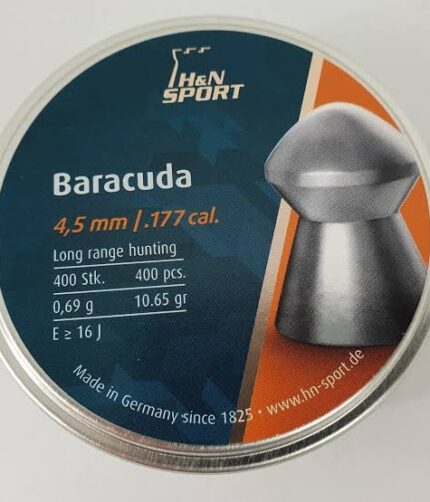 H&N
SPORT
Baracuda
4,5 mm / .177 cal.
Long range hunting
400 Stk. 400 pcs.
0,69 g 10.65 gr
E ≥ 16 J
Made in Germany since 1825 • www.hn-sport.de